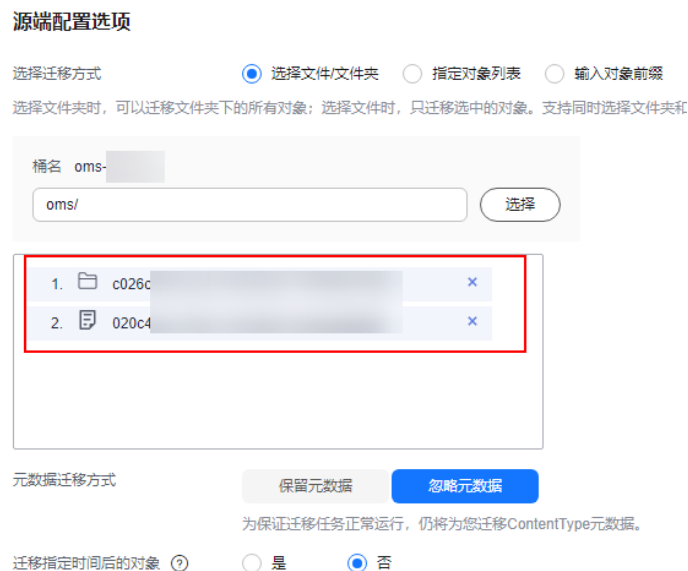 源端配置选项
选择迁移方式 选择文件/文件夹 指定对象列表 输入对象前缀
选择文件夹时，可以迁移文件夹下的所有对象；选择文件时，只迁移选中的对象。支持同时选择文件夹和
桶名 oms-
oms/ 选择
1. c026c
2. 020c4
元数据迁移方式 保留元数据 忽略元数据
为保证迁移任务正常运行，仍将为您迁移ContentType元数据。
迁移指定时间后的对象 ? 是 否